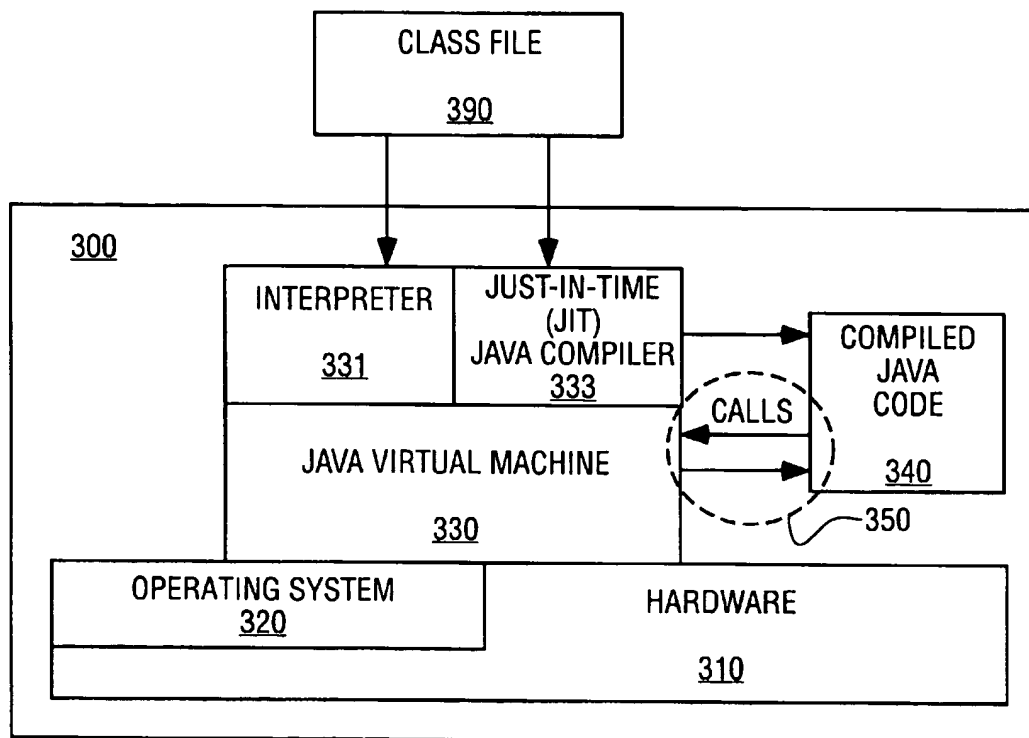 CLASS FILE
390
300
INTERPRETER
331
JUST-IN-TIME
(JIT)
JAVA COMPILER
333
COMPILED
JAVA
CODE
340
CALLS
350
JAVA VIRTUAL MACHINE
330
OPERATING SYSTEM
320
HARDWARE
310